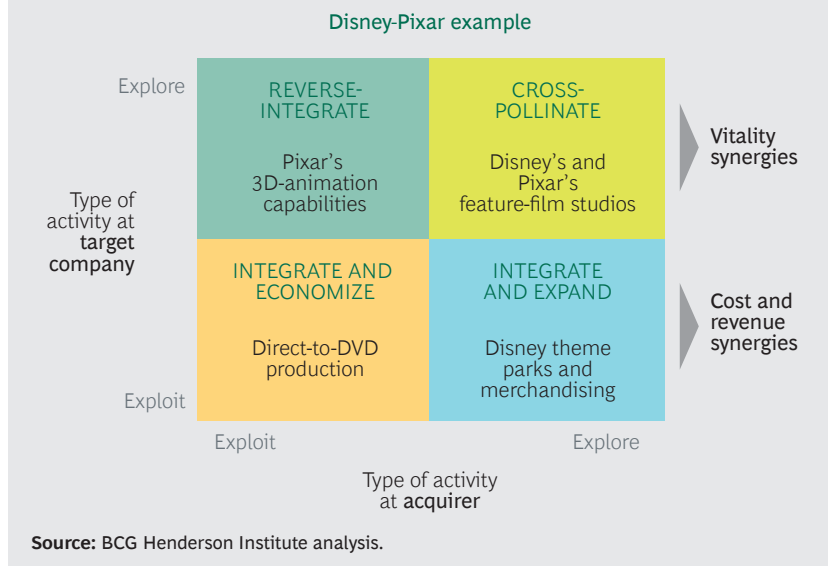 Disney-Pixar example
Explore
REVERSE-
INTEGRATE
Pixar’s
3D-animation
capabilities
CROSS-
POLLINATE
Disney’s and
Pixar’s
feature-film studios
Vitality
synergies
Type of
activity at
target
company
INTEGRATE AND
ECONOMIZE
Direct-to-DVD
production
INTEGRATE
AND EXPAND
Disney theme
parks and
merchandising
Cost and
revenue
synergies
Exploit
Exploit
Explore
Type of activity
at acquirer
Source: BCG Henderson Institute analysis.